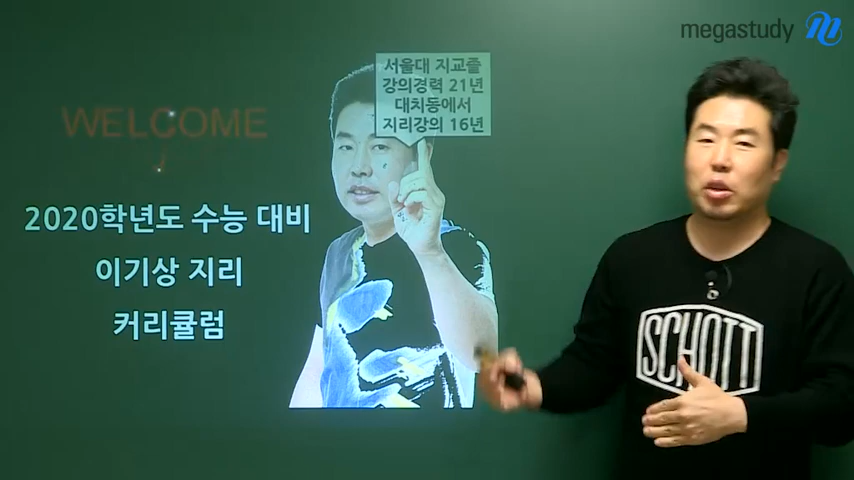 megastudy
서울대 지교졸
강의경력 21년
대치동에서
지리강의 16년
WELCOME
2020학년도 수능 대비
이기상 지리
커리큘럼
SCHOTT